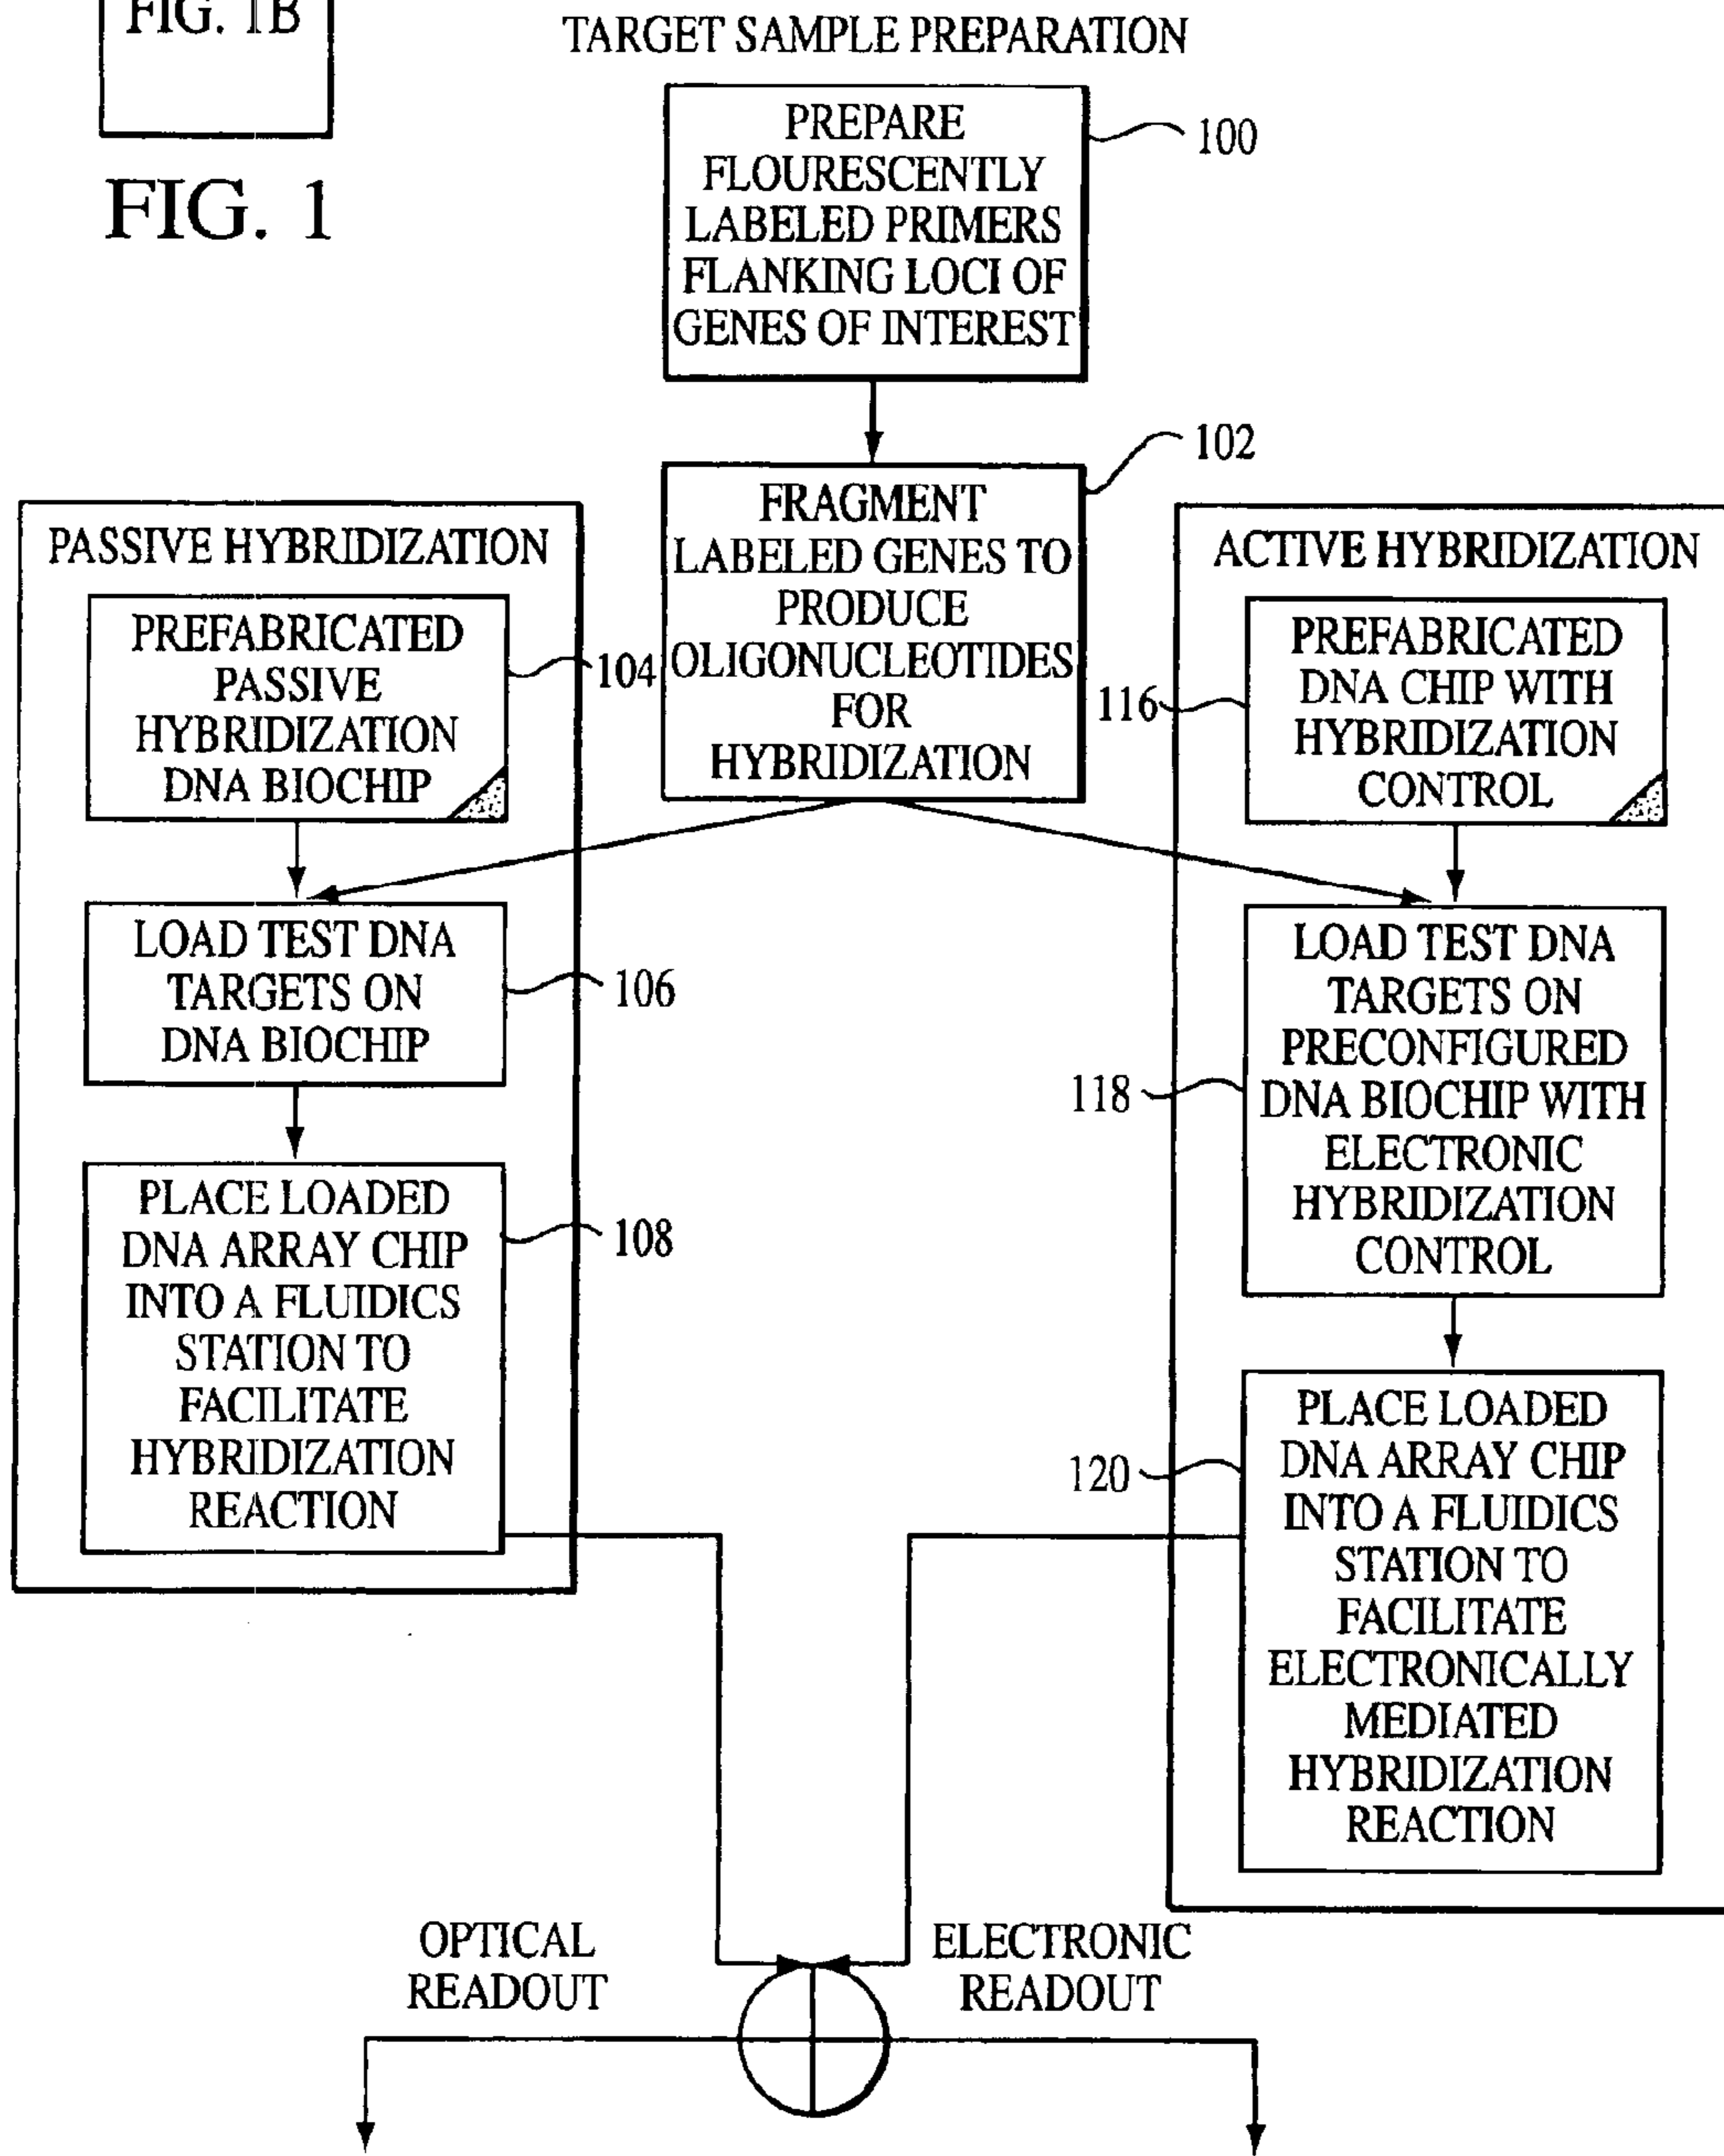 FIG. 1B
FIG. 1
TARGET SAMPLE PREPARATION
PREPARE
FLOURESCENTLY
LABELED PRIMERS
FLANKING LOCI OF
GENES OF INTEREST
100
FRAGMENT
LABELED GENES TO
PRODUCE
OLIGONUCLEOTIDES
FOR
HYBRIDIZATION
102
PASSIVE HYBRIDIZATION
PREFABRICATED
PASSIVE
HYBRIDIZATION
DNA BIOCHIP
104
LOAD TEST DNA
TARGETS ON
DNA BIOCHIP
106
PLACE LOADED
DNA ARRAY CHIP
INTO A FLUIDICS
STATION TO
FACILITATE
HYBRIDIZATION
REACTION
108
ACTIVE HYBRIDIZATION
PREFABRICATED
DNA CHIP WITH
HYBRIDIZATION
CONTROL
116
LOAD TEST DNA
TARGETS ON
PRECONFIGURED
DNA BIOCHIP WITH
ELECTRONIC
HYBRIDIZATION
CONTROL
118
PLACE LOADED
DNA ARRAY CHIP
INTO A FLUIDICS
STATION TO
FACILITATE
ELECTRONICALLY
MEDIATED
HYBRIDIZATION
REACTION
120
OPTICAL
READOUT
ELECTRONIC
READOUT